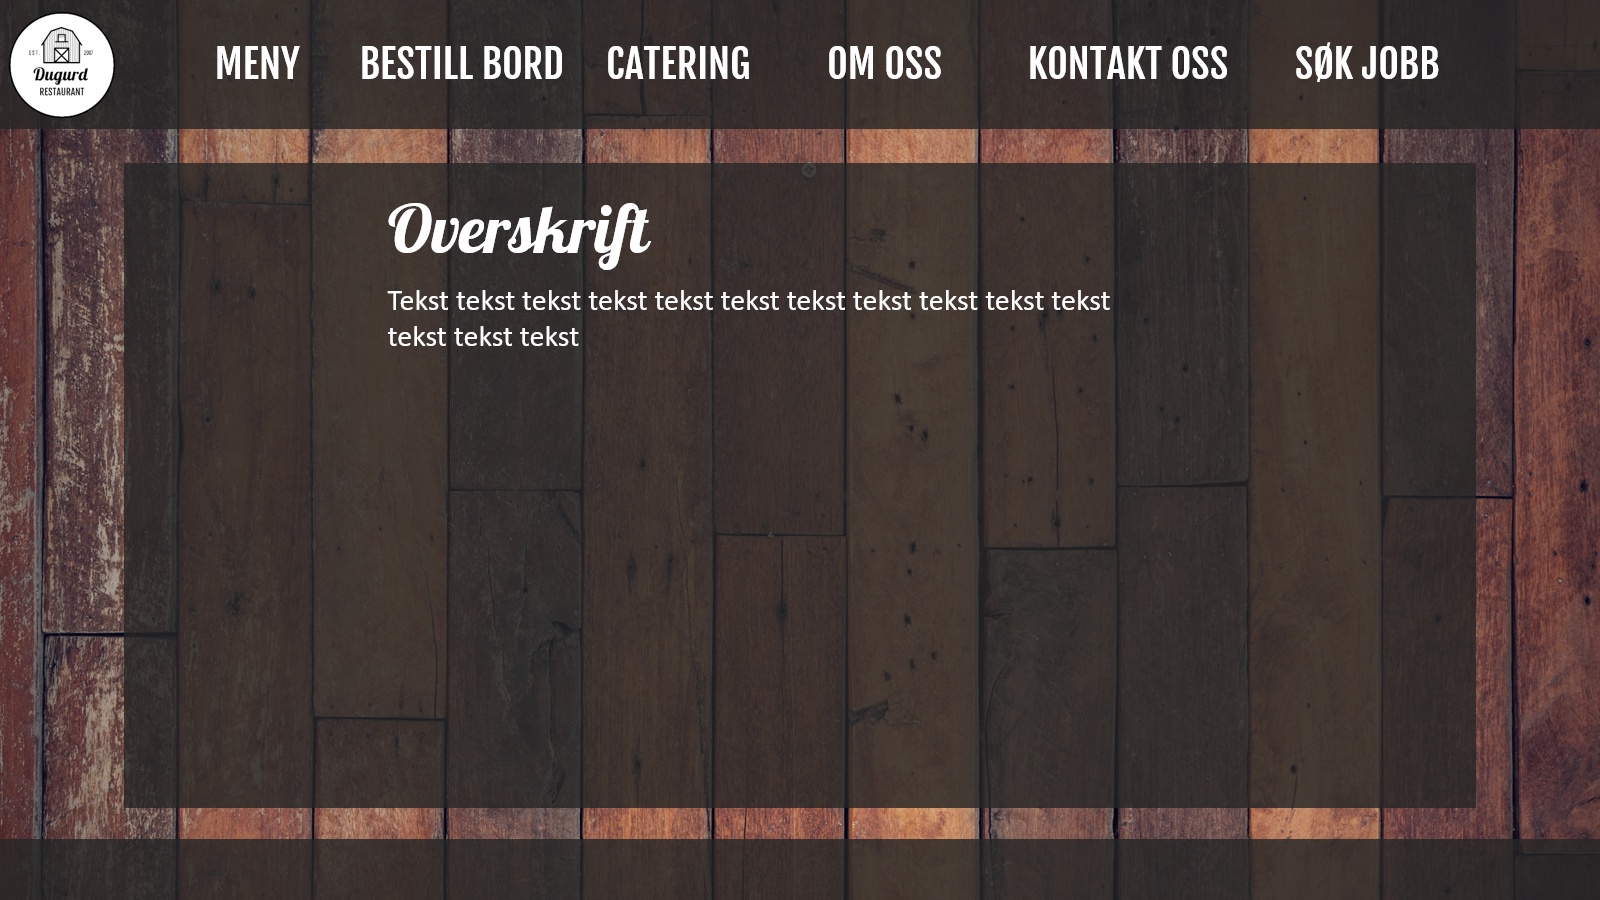 EST. 2007
Dugurd
RESTAURANT
MENY BESTILL BORD CATERING OM OSS KONTAKT OSS SØK JOBB
Overskrift
Tekst tekst tekst tekst tekst tekst tekst tekst tekst tekst tekst
tekst tekst tekst